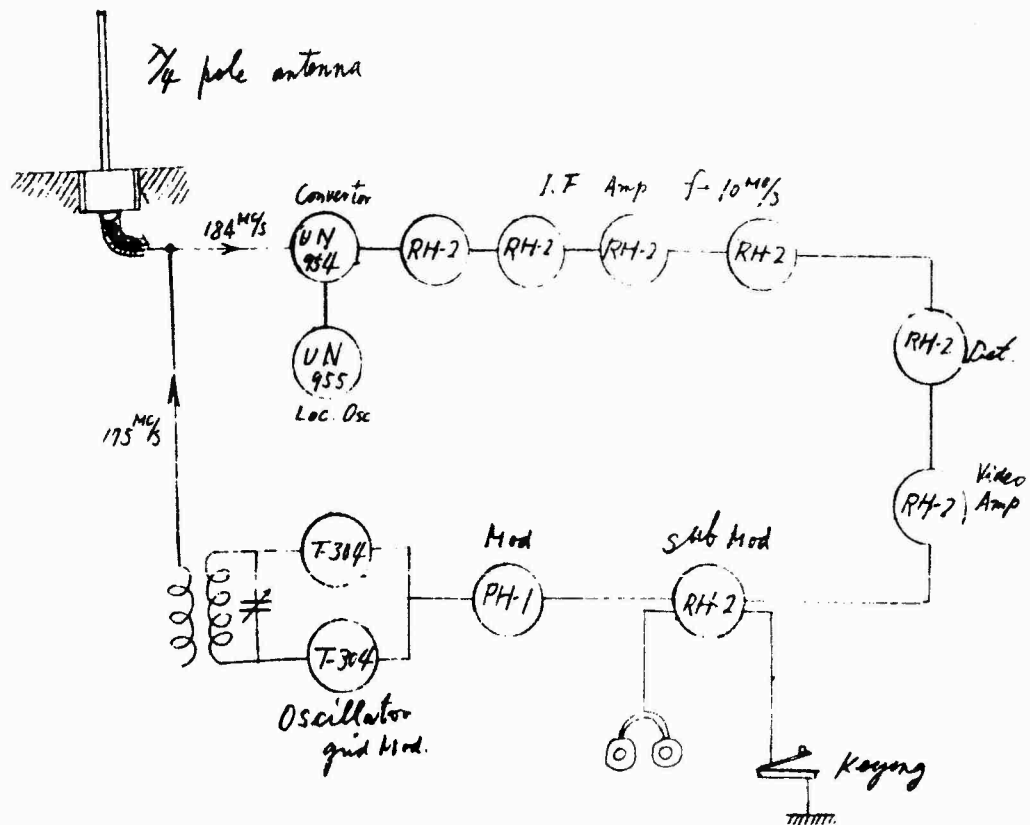 λ/4 pole antenna
I.F Amp f= 10 MC/S
Convertor
184 MC/S
UN
954
RH-2
RH-2
RH-2
RH-2
UN
955
Loc. Osc
RH-2
Det.
175 MC/S
RH-2
Video
Amp
T-304
Mod
PH-1
sub Mod
RH-2
T-304
Oscillator
grid Mod.
Keying